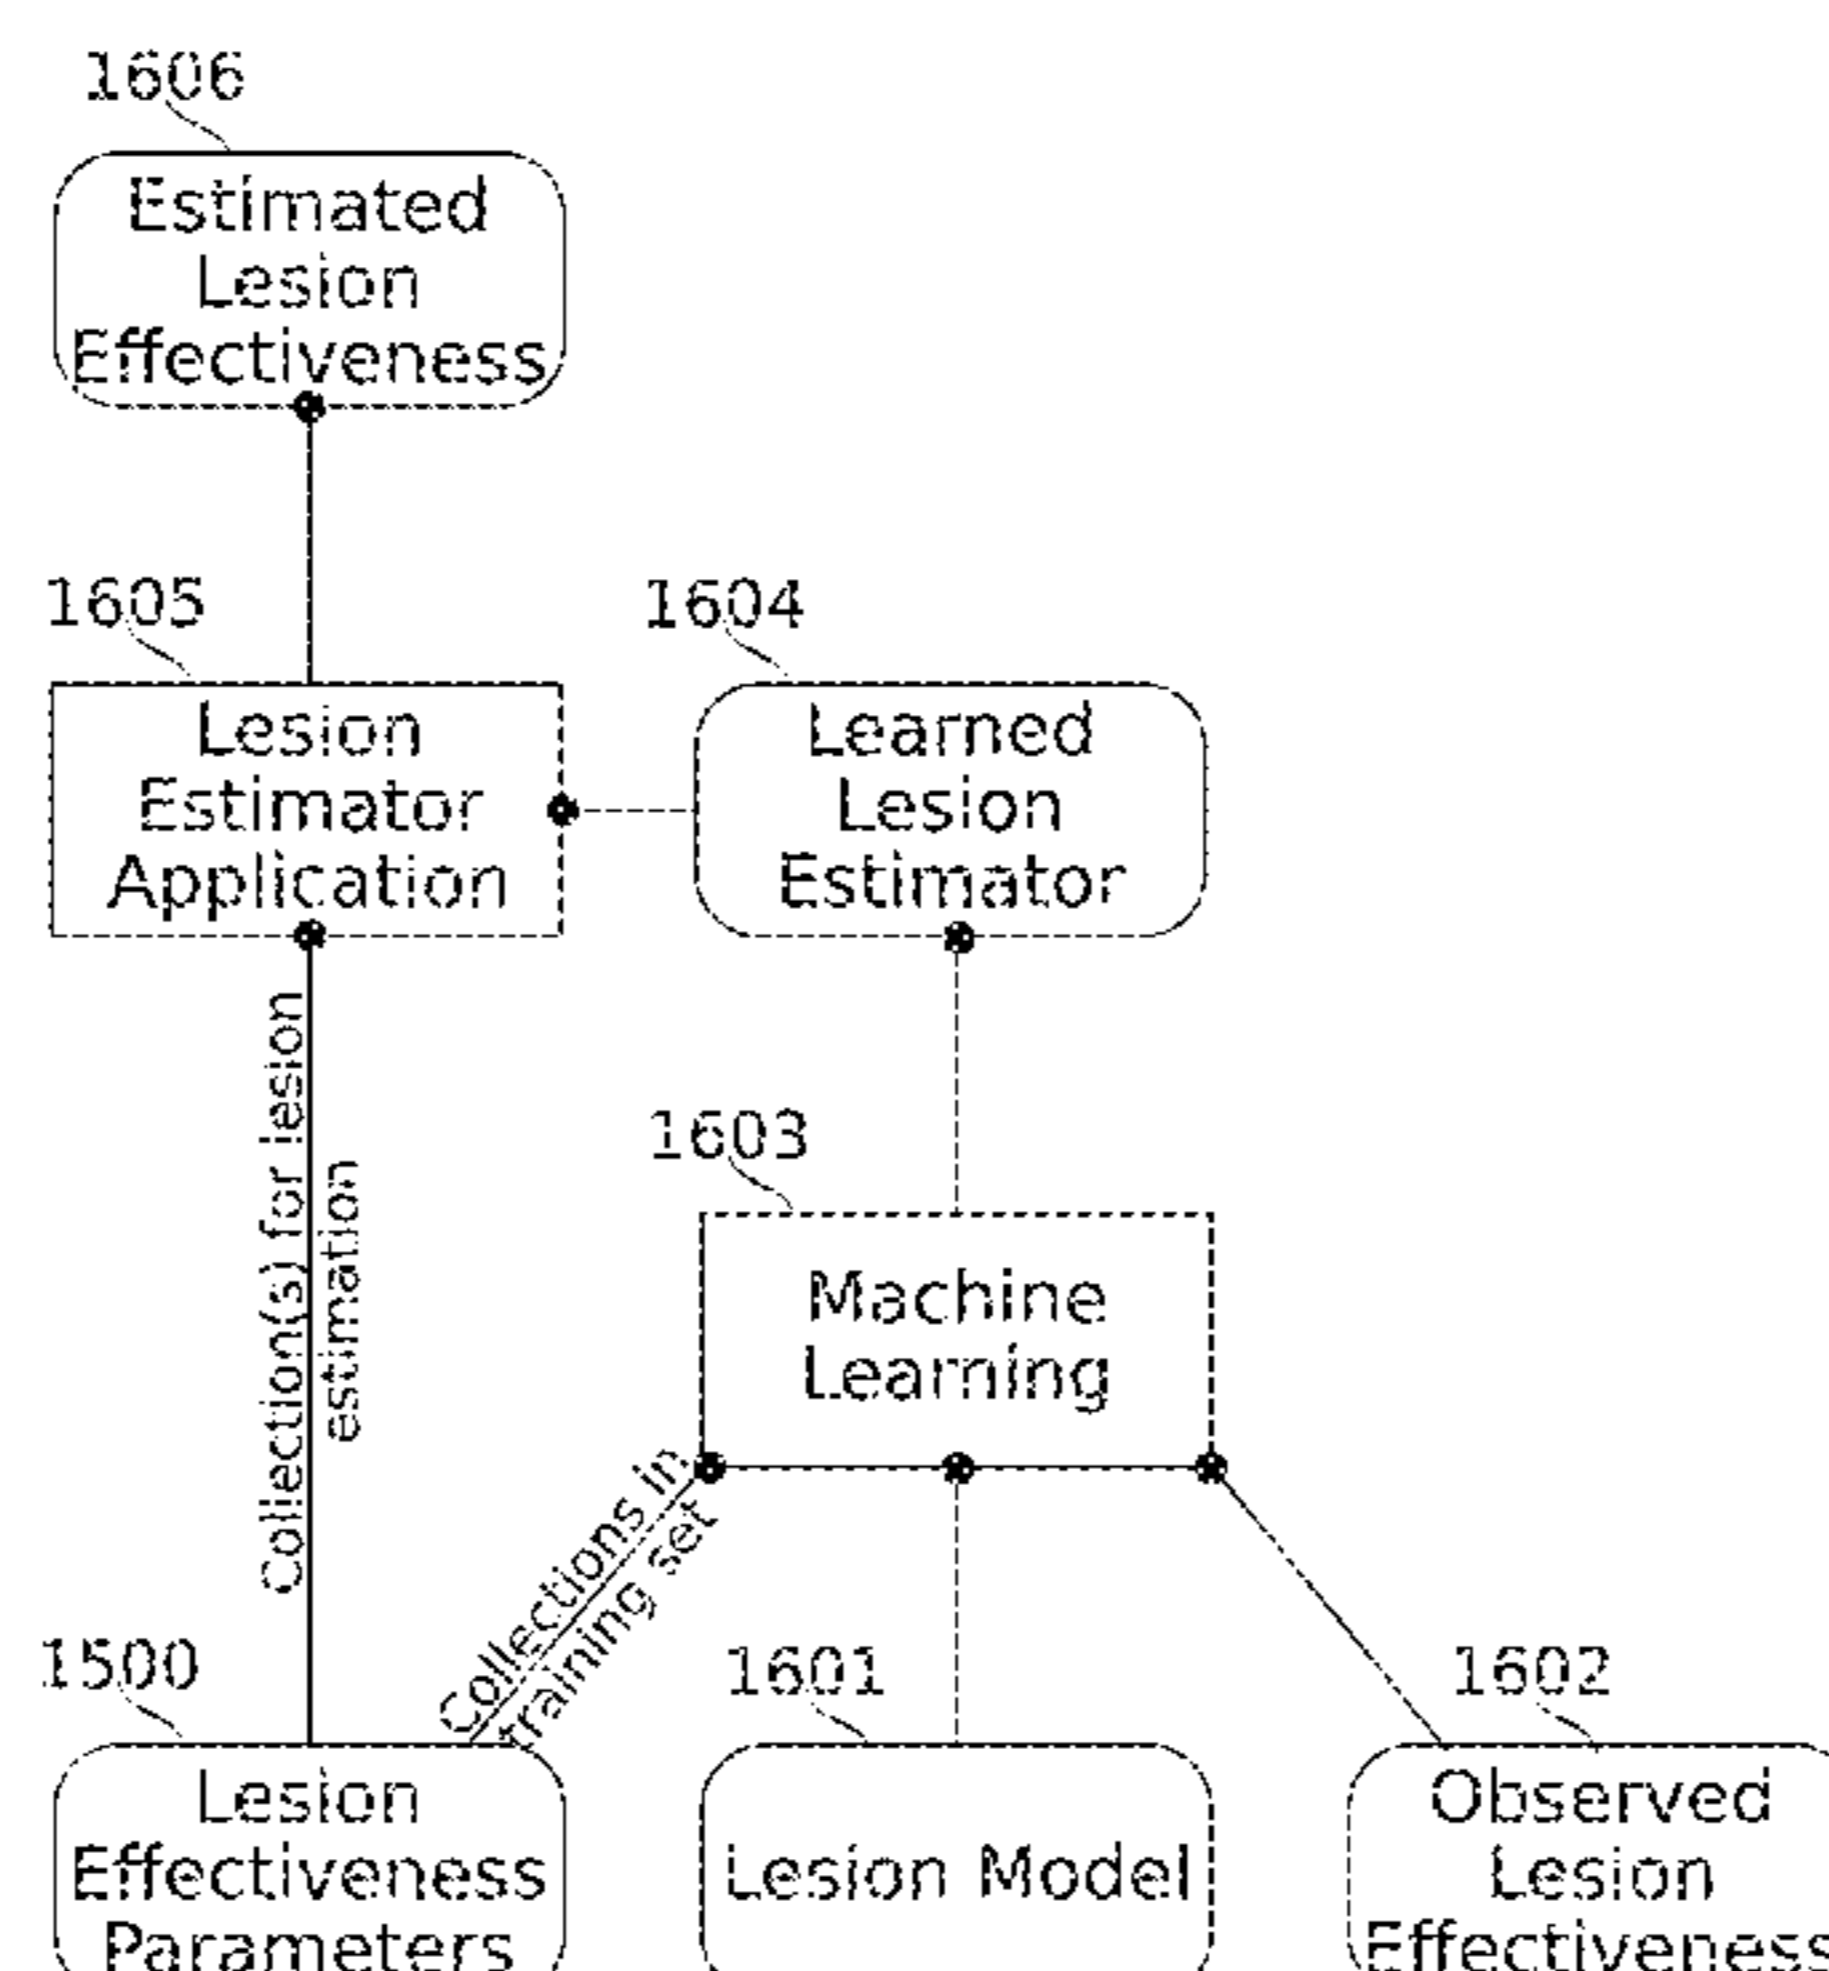 1606
Estimated
Lesion
Effectiveness
1605
Lesion
Estimator
Application
1604
Learned
Lesion
Estimator
Collection(s) for lesion
estimation
1603
Machine
Learning
Collections in
training set
1500
Lesion
Effectiveness
Parameters
1601
Lesion Model
1602
Observed
Lesion
Effectiveness